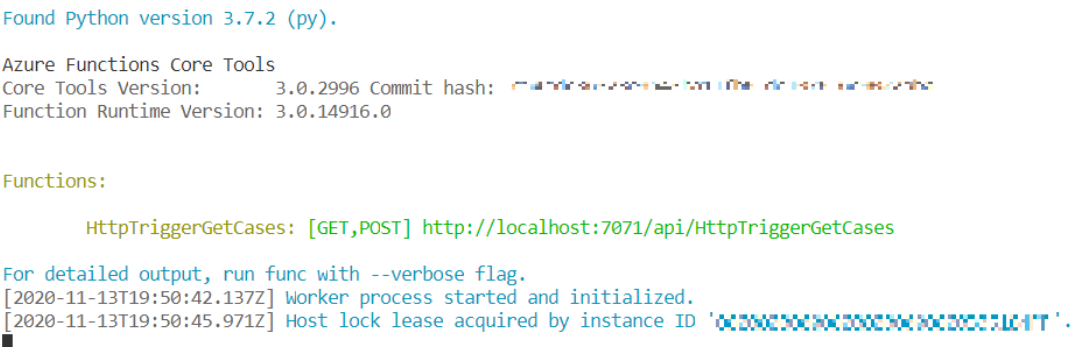 Found Python version 3.7.2 (py).
Azure Functions Core Tools
Core Tools Version:       3.0.2996 Commit hash:
Function Runtime Version: 3.0.14916.0
Functions:
HttpTriggerGetCases: [GET,POST] http://localhost:7071/api/HttpTriggerGetCases
For detailed output, run func with --verbose flag.
[2020-11-13T19:50:42.137Z] Worker process started and initialized.
[2020-11-13T19:50:45.971Z] Host lock lease acquired by instance ID ' '.